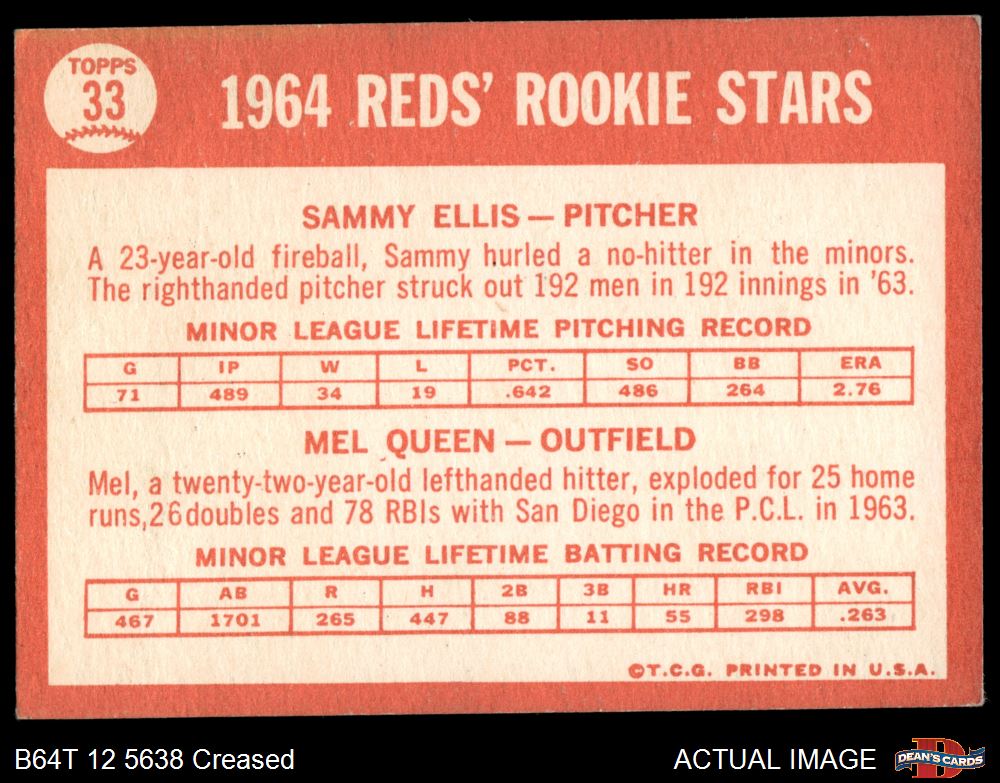 TOPPS
33
1964 REDS' ROOKIE STARS
SAMMY ELLIS — PITCHER
A 23-year-old fireball, Sammy hurled a no-hitter in the minors.
The righthanded pitcher struck out 192 men in 192 innings in '63.
MINOR LEAGUE LIFETIME PITCHING RECORD
G IP W L PCT. SO BB ERA
71 489 34 19 .642 486 264 2.76
MEL QUEEN — OUTFIELD
Mel, a twenty-two-year-old lefthanded hitter, exploded for 25 home
runs,26doubles and 78 RBIs with San Diego in the P.C.L. in 1963.
MINOR LEAGUE LIFETIME BATTING RECORD
G AB R H 2B 3B HR RBI AVG.
467 1701 265 447 88 11 55 298 .263
©T.C.G. PRINTED IN U.S.A.
B64T 12 5638 Creased
ACTUAL IMAGE
D
DEAN'S CARDS